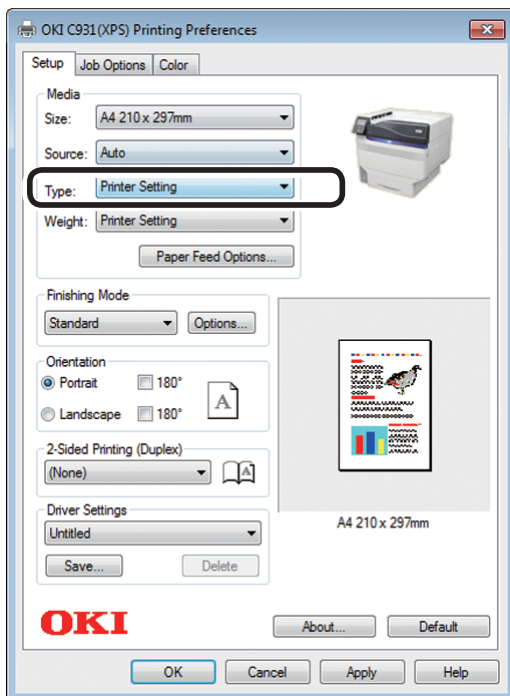 OKI C931(XPS) Printing Preferences
Setup Job Options Color
Media
Size: A4 210 x 297mm
Source: Auto
Type: Printer Setting
Weight: Printer Setting
Paper Feed Options...
Finishing Mode
Standard Options...
Orientation
Portrait 180°
A
Landscape 180°
2-Sided Printing (Duplex)
(None) A
Driver Settings
Untitled
Save... Delete
A4 210 x 297mm
OKI
About... Default
OK Cancel Apply Help